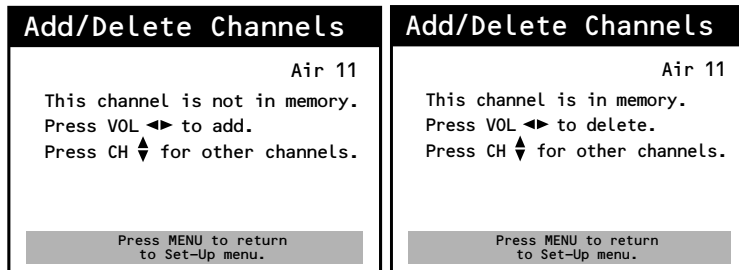 Add/Delete Channels
Air 11
This channel is not in memory.
Press VOL ◄► to add.
Press CH ▲▼ for other channels.
Press MENU to return
to Set-Up menu.
Add/Delete Channels
Air 11
This channel is in memory.
Press VOL ◄► to delete.
Press CH ▲▼ for other channels.
Press MENU to return
to Set-Up menu.